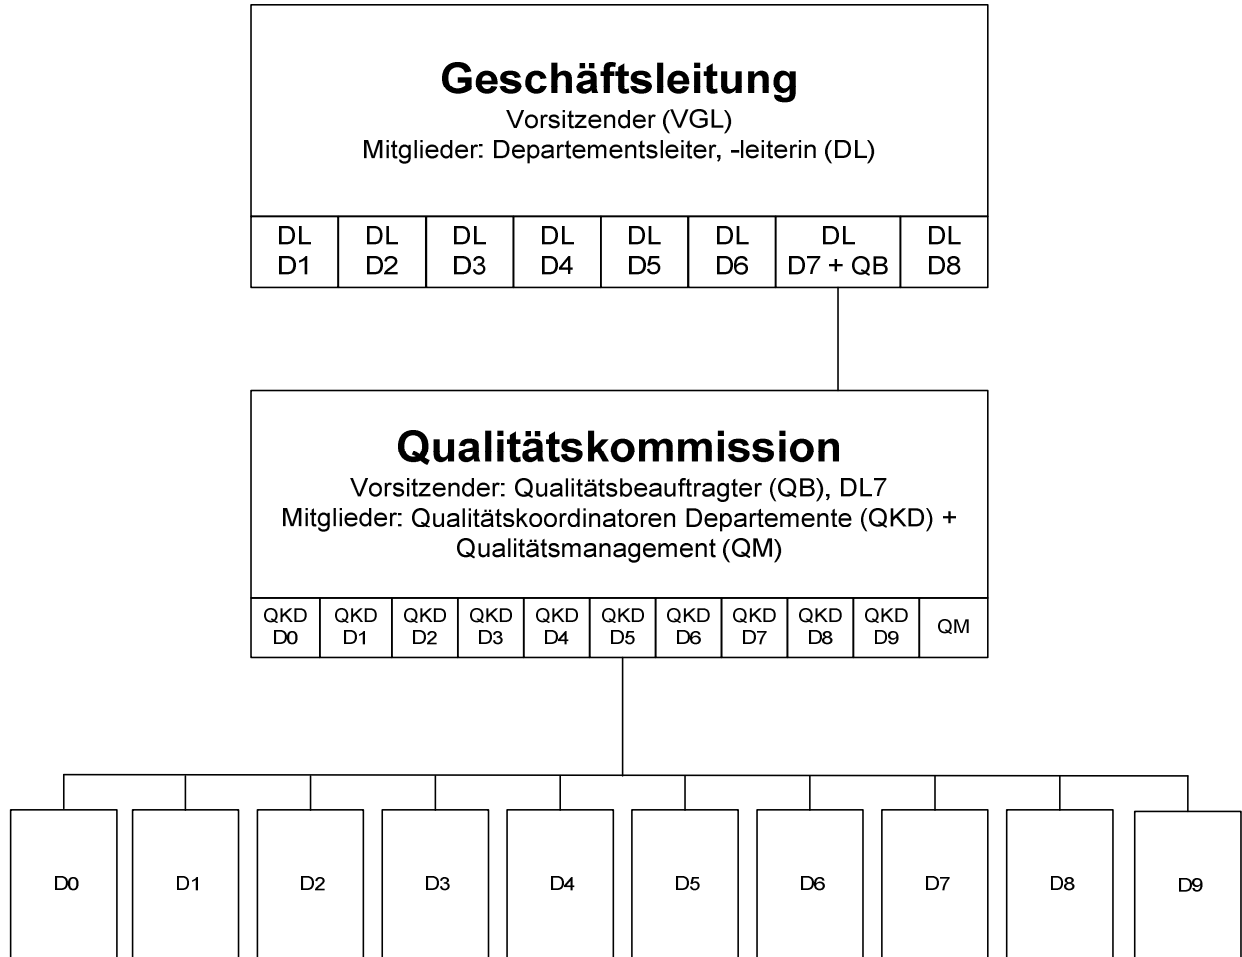 Geschäftsleitung
Vorsitzender (VGL)
Mitglieder: Departementsleiter, -leiterin (DL)
DL DL DL DL DL DL DL DL
D1 D2 D3 D4 D5 D6 D7 + QB D8
Qualitätskommission
Vorsitzender: Qualitätsbeauftragter (QB), DL7
Mitglieder: Qualitätskoordinatoren Departemente (QKD) +
Qualitätsmanagement (QM)
QKD QKD QKD QKD QKD QKD QKD QKD QKD QKD QM
D0 D1 D2 D3 D4 D5 D6 D7 D8 D9
D0 D1 D2 D3 D4 D5 D6 D7 D8 D9